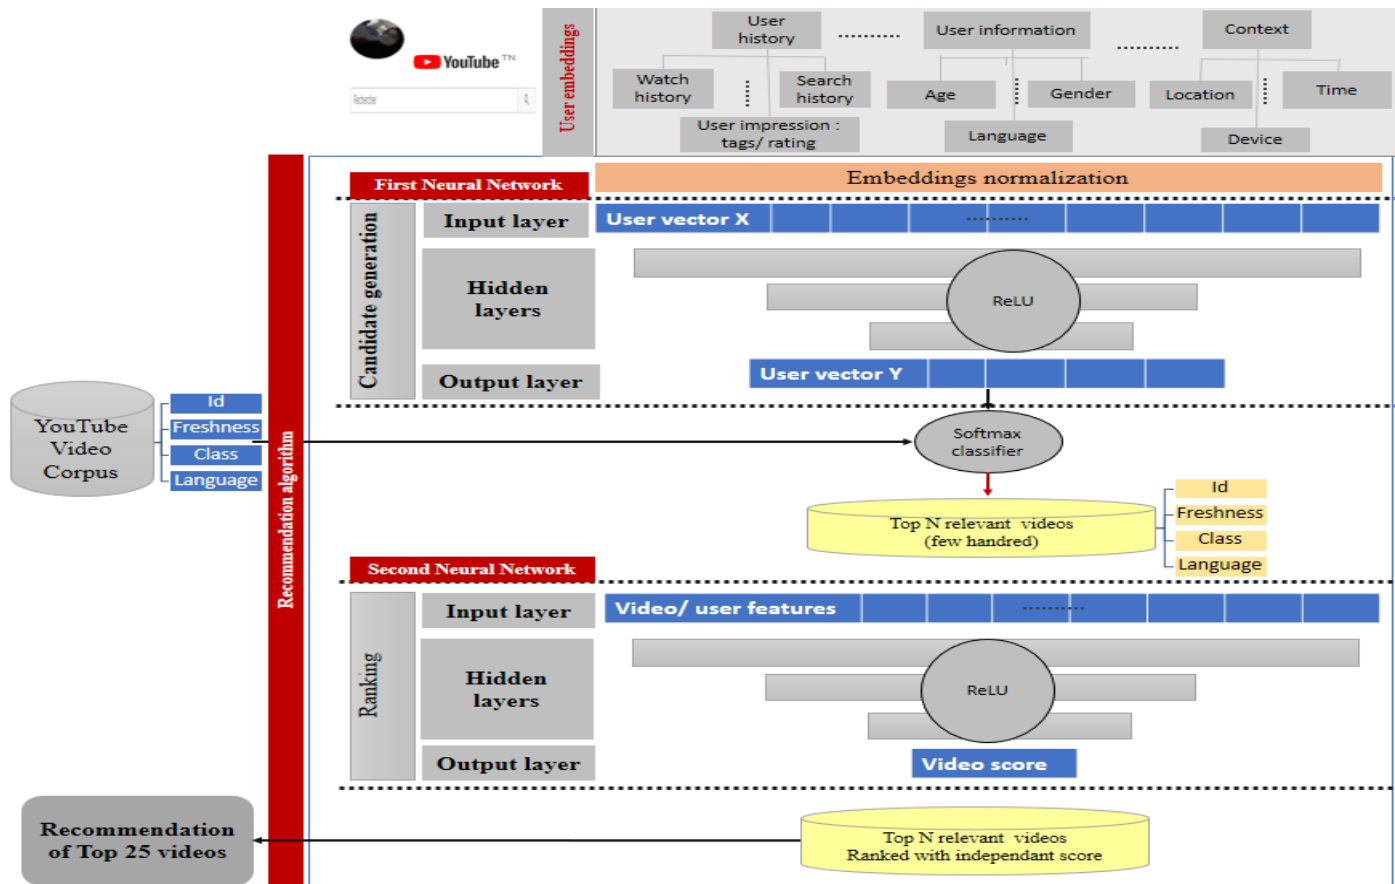 YouTube TN
Rechercher
User embeddings
User
history
User information
Context
Watch
history
Search
history
Age
Gender
Location
Time
User impression :
tags/ rating
Language
Device
First Neural Network
Embeddings normalization
Candidate generation
Input layer
User vector X
Hidden
layers
ReLU
Output layer
User vector Y
YouTube
Video
Corpus
Id
Freshness
Class
Language
Recommendation algorithm
Softmax
classifier
Top N relevant videos
(few handred)
Id
Freshness
Class
Language
Second Neural Network
Ranking
Input layer
Video/ user features
Hidden
layers
ReLU
Output layer
Video score
Recommendation
of Top 25 videos
Top N relevant videos
Ranked with independant score